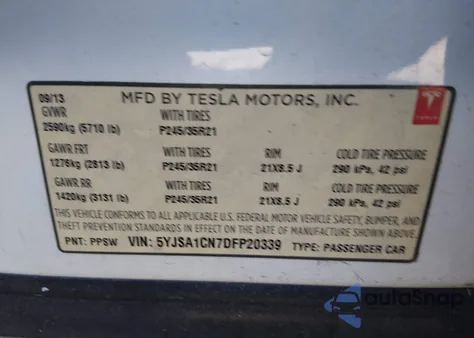 09/13 MFD BY TESLA MOTORS, INC.
GVWR WITH TIRES
2590kg (5710 lb) P245/35R21
GAWR FRT WITH TIRES RIM COLD TIRE PRESSURE
1276kg (2813 lb) P245/35R21 21X8.5 J 290 kPa, 42 psi
GAWR RR WITH TIRES RIM COLD TIRE PRESSURE
1420kg (3131 lb) P245/35R21 21X8.5 J 290 kPa, 42 psi
THIS VEHICLE CONFORMS TO ALL APPLICABLE U.S. FEDERAL MOTOR VEHICLE SAFETY, BUMPER, AND
THEFT PREVENTION STANDARDS IN EFFECT ON THE DATE OF MANUFACTURE SHOWN ABOVE.
PNT: PPSW VIN: 5YJSA1CN7DFP20339 TYPE: PASSENGER CAR
TESLA
autoSnap